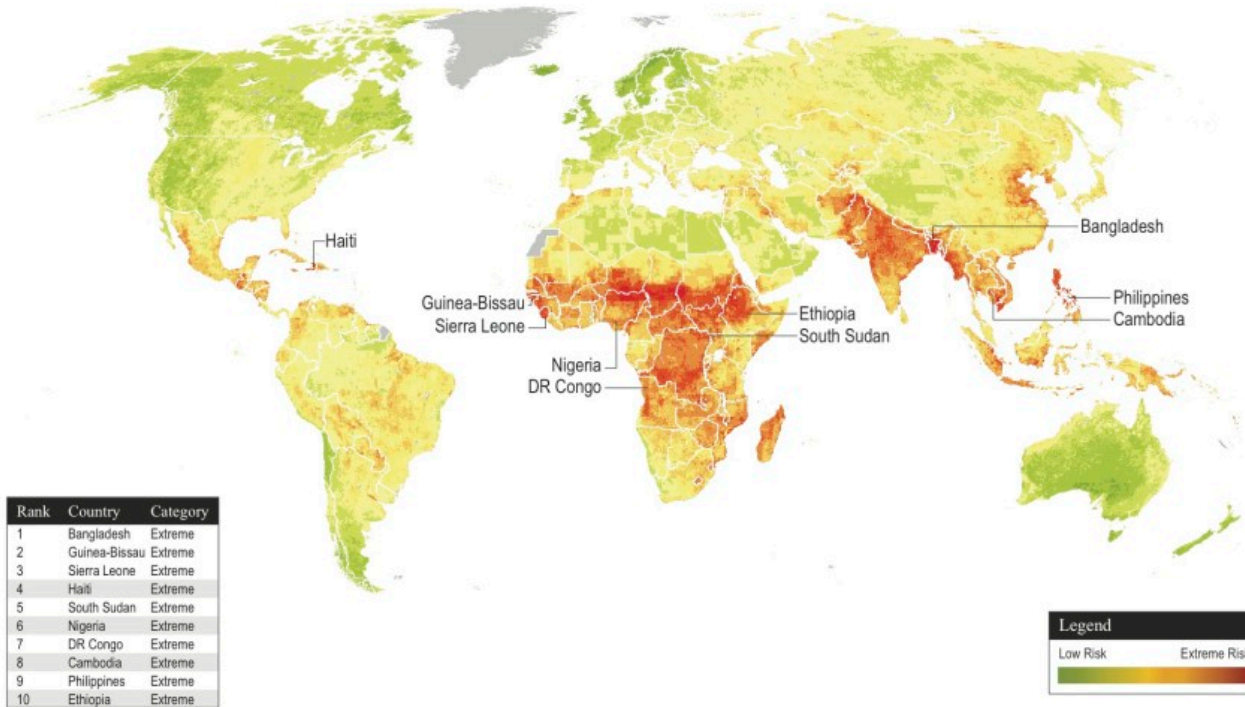 Haiti
Guinea-Bissau
Sierra Leone
Nigeria
DR Congo
Ethiopia
South Sudan
Bangladesh
Philippines
Cambodia
Rank Country Category
1 Bangladesh Extreme
2 Guinea-Bissau Extreme
3 Sierra Leone Extreme
4 Haiti Extreme
5 South Sudan Extreme
6 Nigeria Extreme
7 DR Congo Extreme
8 Cambodia Extreme
9 Philippines Extreme
10 Ethiopia Extreme
Legend
Low Risk Extreme Ris